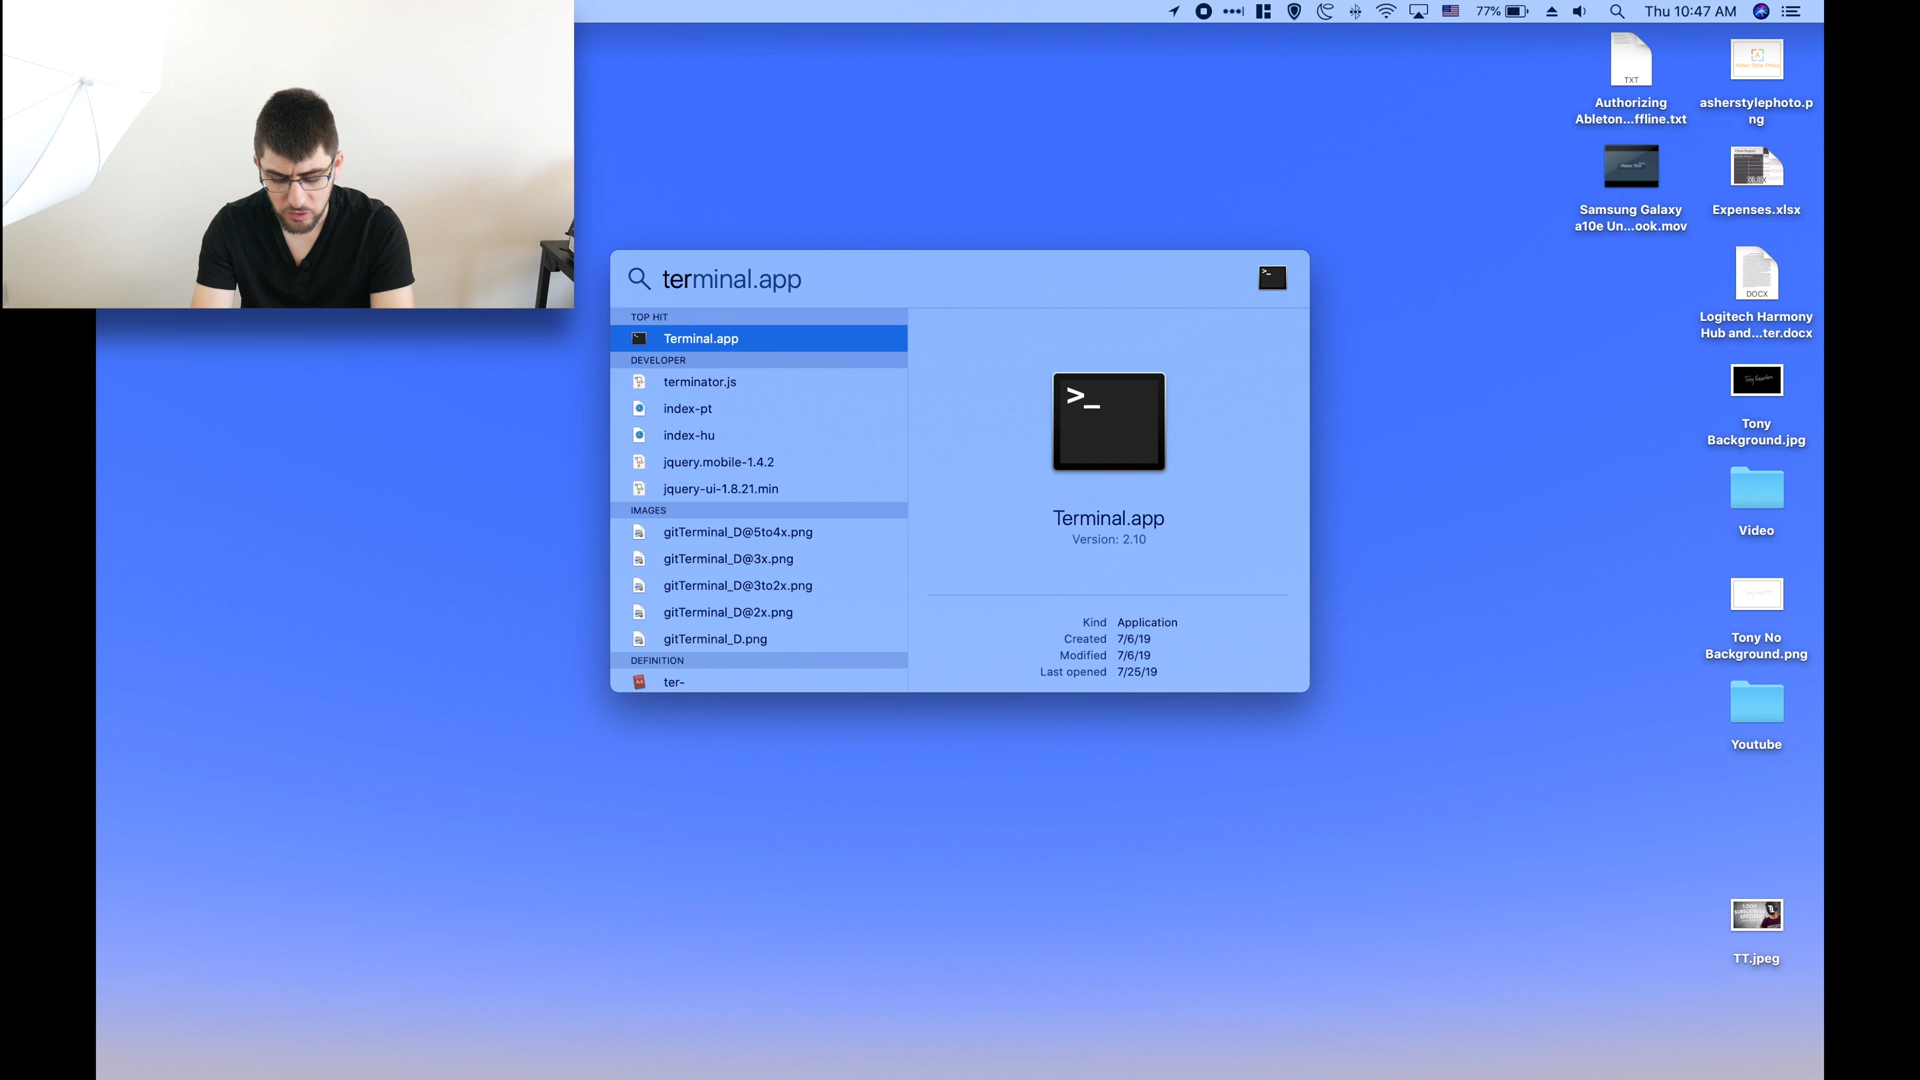 77%
Thu 10:47 AM
TXT
Authorizing
Ableton...ffline.txt
asherstylephoto.p
ng
Samsung Galaxy
a10e Un...ook.mov
Expenses.xlsx
DOCX
Logitech Harmony
Hub and...ter.docx
Tony
Background.jpg
Video
Tony No
Background.png
Youtube
TT.jpeg
terminal.app
TOP HIT
Terminal.app
DEVELOPER
terminator.js
index-pt
index-hu
jquery.mobile-1.4.2
jquery-ui-1.8.21.min
IMAGES
gitTerminal_D@5to4x.png
gitTerminal_D@3x.png
gitTerminal_D@3to2x.png
gitTerminal_D@2x.png
gitTerminal_D.png
DEFINITION
ter-
>_
Terminal.app
Version: 2.10
Kind Application
Created 7/6/19
Modified 7/6/19
Last opened 7/25/19